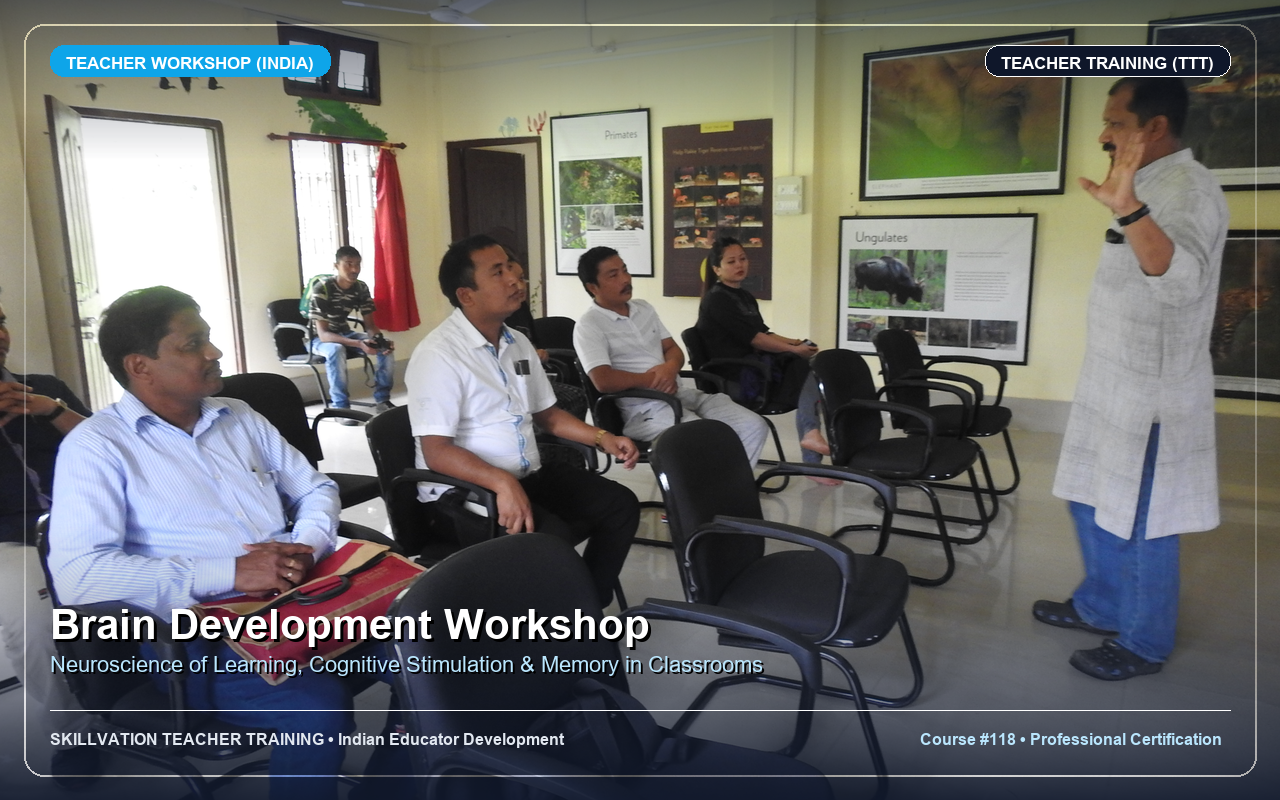 TEACHER WORKSHOP (INDIA)
TEACHER TRAINING (TTT)
Primates
Ungulates
Brain Development Workshop
Neuroscience of Learning, Cognitive Stimulation & Memory in Classrooms
SKILLVATION TEACHER TRAINING • Indian Educator Development
Course #118 • Professional Certification